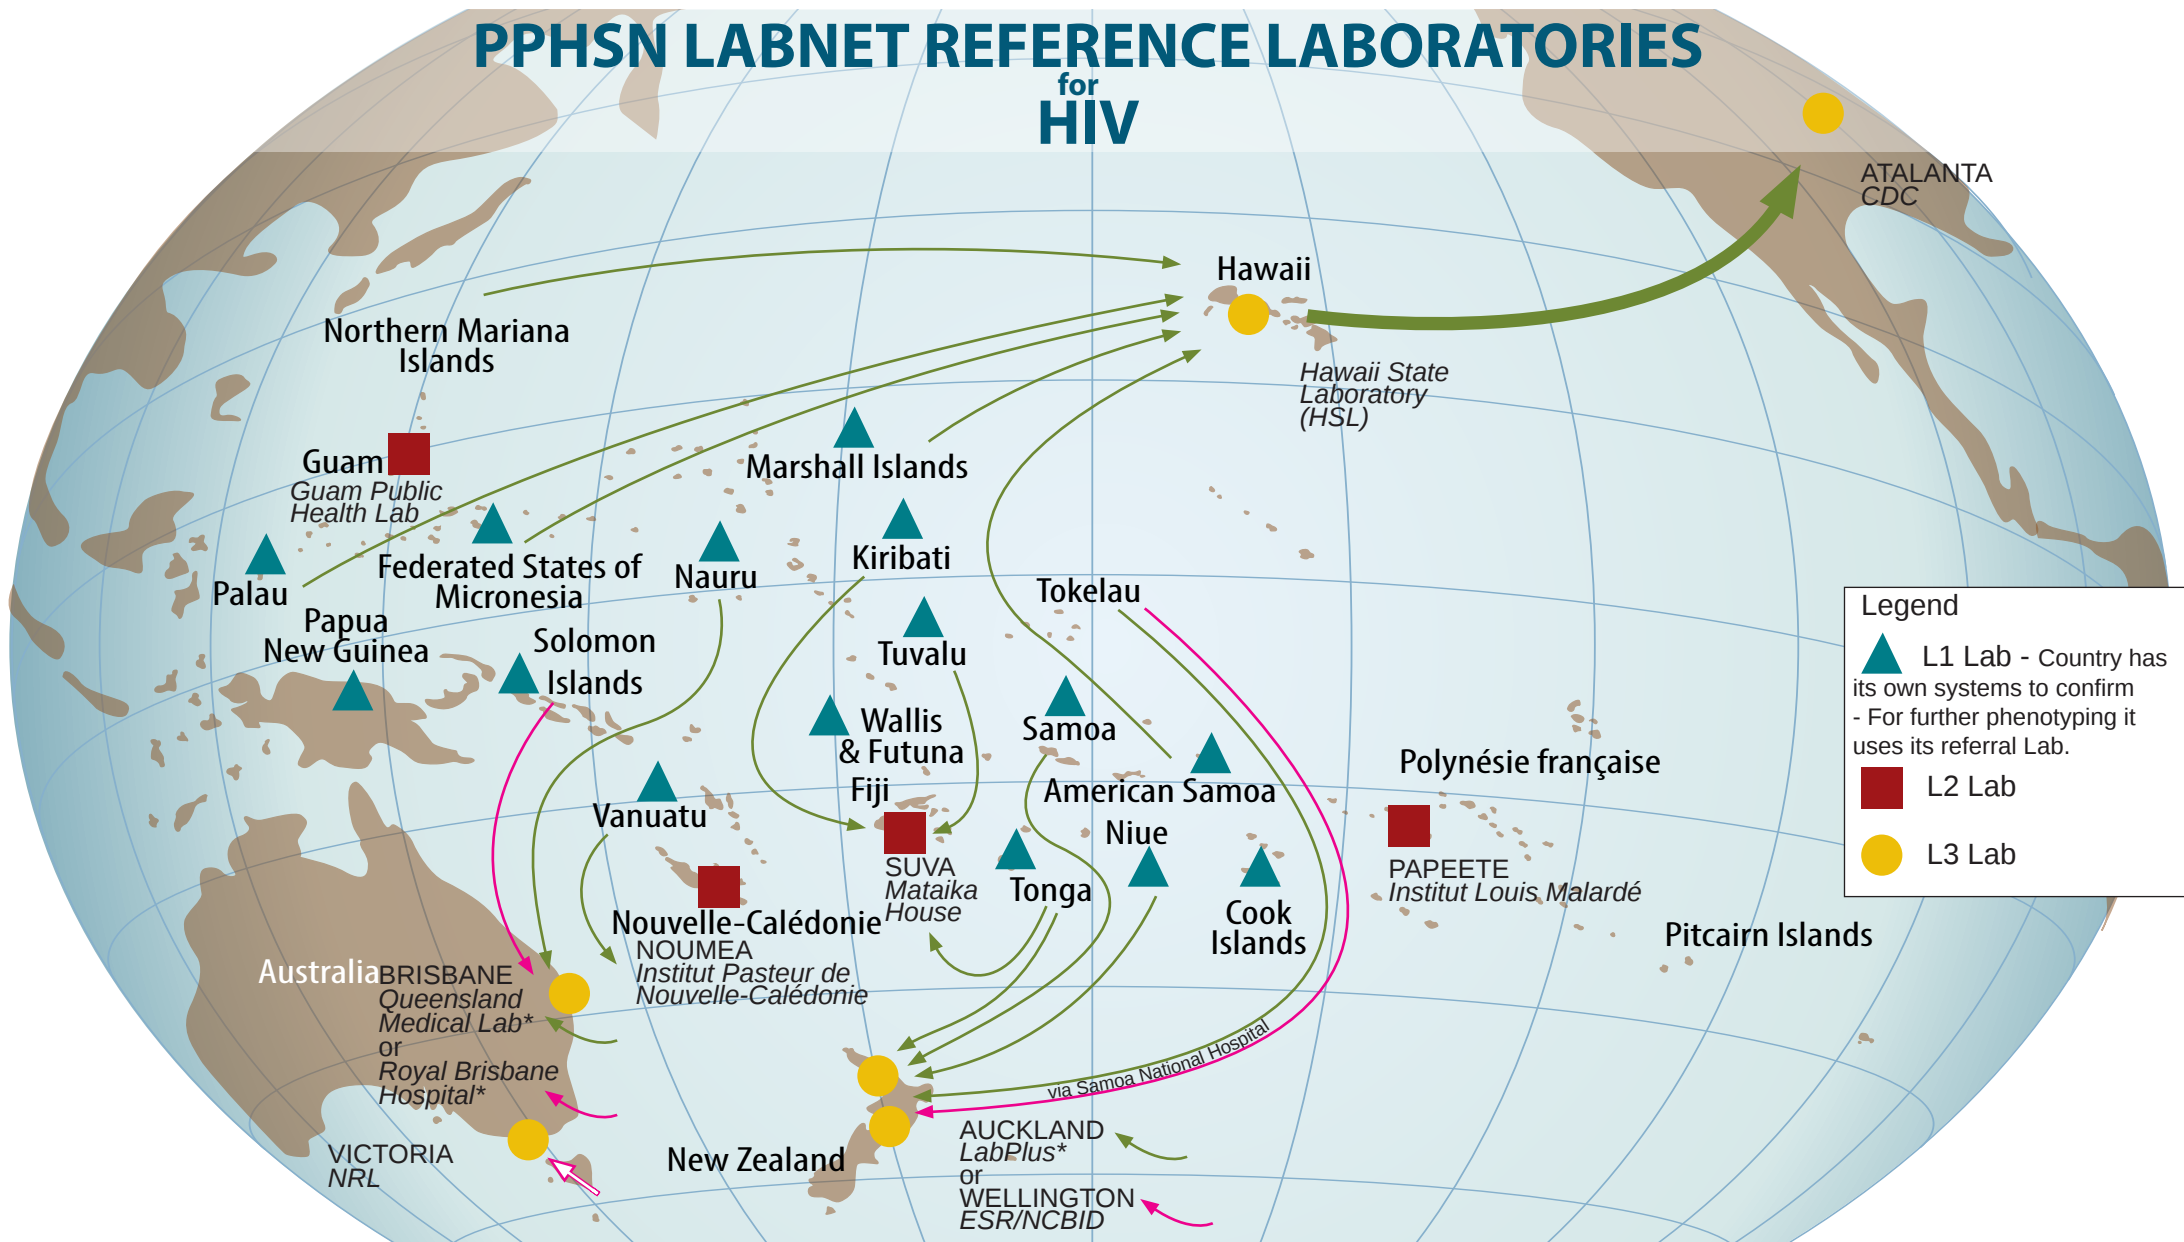 PPHSN LABNET REFERENCE LABORATORIES
for
HIV
ATALANTA
CDC
Hawaii
Hawaii State
Laboratory
(HSL)
Northern Mariana
Islands
Guam
Guam Public
Health Lab
Marshall Islands
Palau
Federated States of
Micronesia
Nauru
Kiribati
Tokelau
Papua
New Guinea
Solomon
Islands
Tuvalu
Wallis
& Futuna
Samoa
Fiji
American Samoa
Polynésie française
Vanuatu
Niue
SUVA
Mataika
House
Tonga
Cook
Islands
PAPEETE
Institut Louis Malardé
Pitcairn Islands
Nouvelle-Calédonie
NOUMEA
Institut Pasteur de
Nouvelle-Calédonie
Australia
BRISBANE
Queensland
Medical Lab*
or
Royal Brisbane
Hospital*
VICTORIA
NRL
via Samoa National Hospital
New Zealand
AUCKLAND
LabPlus*
or
WELLINGTON
ESR/NCBID
Legend
L1 Lab - Country has
its own systems to confirm
- For further phenotyping it
uses its referral Lab.
L2 Lab
L3 Lab